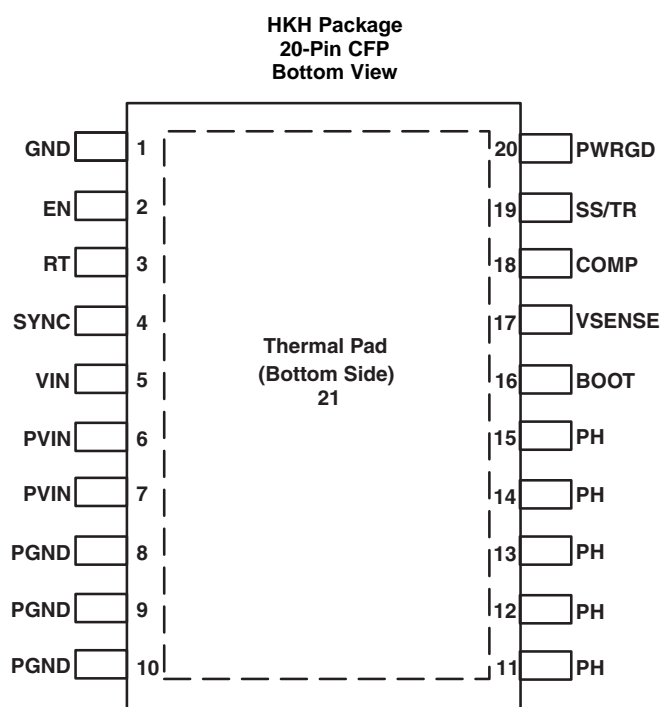 HKH Package
20-Pin CFP
Bottom View
GND 1 20 PWRGD
EN 2 19 SS/TR
RT 3 18 COMP
SYNC 4 17 VSENSE
Thermal Pad
(Bottom Side)
21
VIN 5 16 BOOT
PVIN 6 15 PH
PVIN 7 14 PH
PGND 8 13 PH
PGND 9 12 PH
PGND 10 11 PH